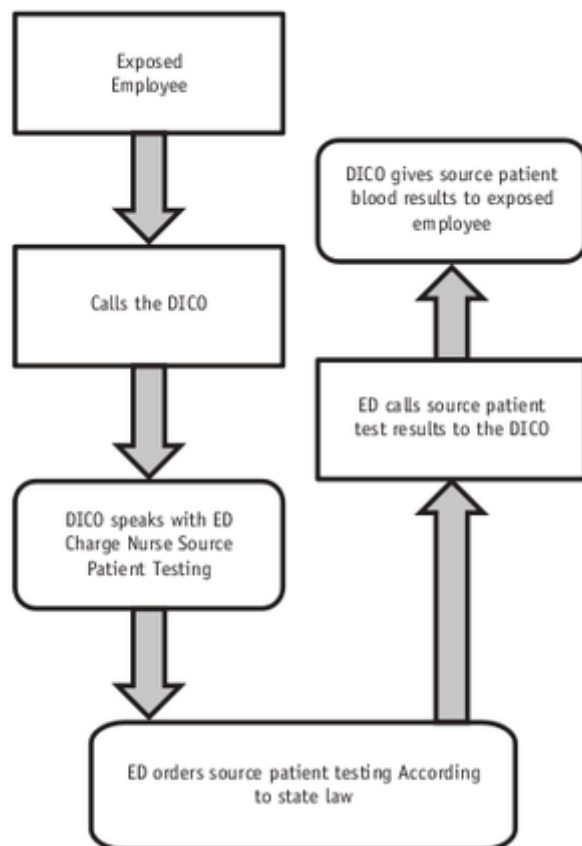 Exposed
Employee
Calls the DICO
DICO speaks with ED
Charge Nurse Source
Patient Testing
ED orders source patient testing According
to state law
ED calls source patient
test results to the DICO
DICO gives source patient
blood results to exposed
employee